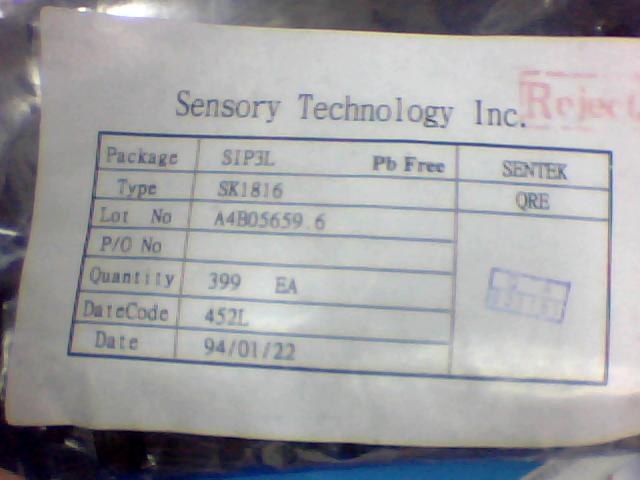 Reject
Sensory Technology Inc.
Package SIP3L Pb Free SENTEK
Type SK1816 QRE
Lot No A4B05659.6
P/O No
Quantity 399 EA
DateCode 452L
Date 94/01/22